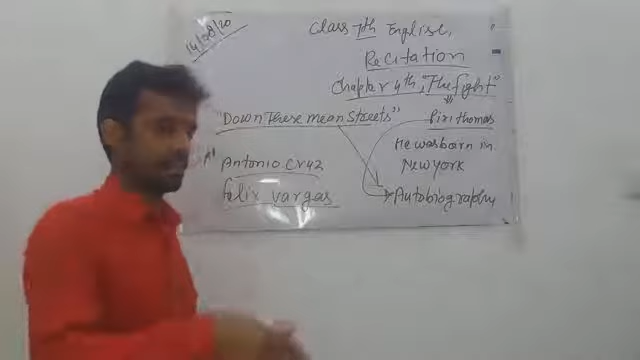 14/08/20
Class 7th English
Recitation
Chapter 4th, "The fight"
"Down These mean Streets"
Piri thomas
He was born in
New York
Antonio Cruz
felix vargas
Autobiography